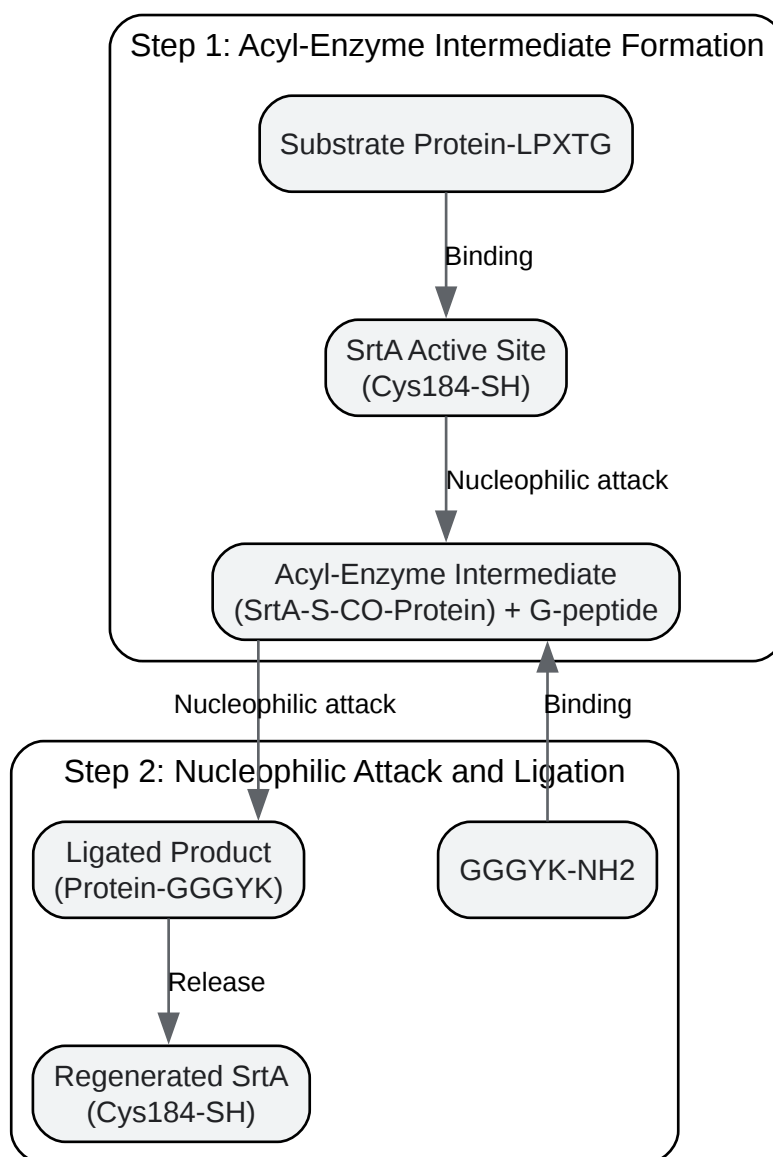 Step 1: Acyl-Enzyme Intermediate Formation
Substrate Protein-LPXTG
Binding
SrtA Active Site
(Cys184-SH)
Nucleophilic attack
Acyl-Enzyme Intermediate
(SrtA-S-CO-Protein) + G-peptide
Nucleophilic attack
Binding
Step 2: Nucleophilic Attack and Ligation
Ligated Product
(Protein-GGGYK)
GGGYK-NH2
Release
Regenerated SrtA
(Cys184-SH)